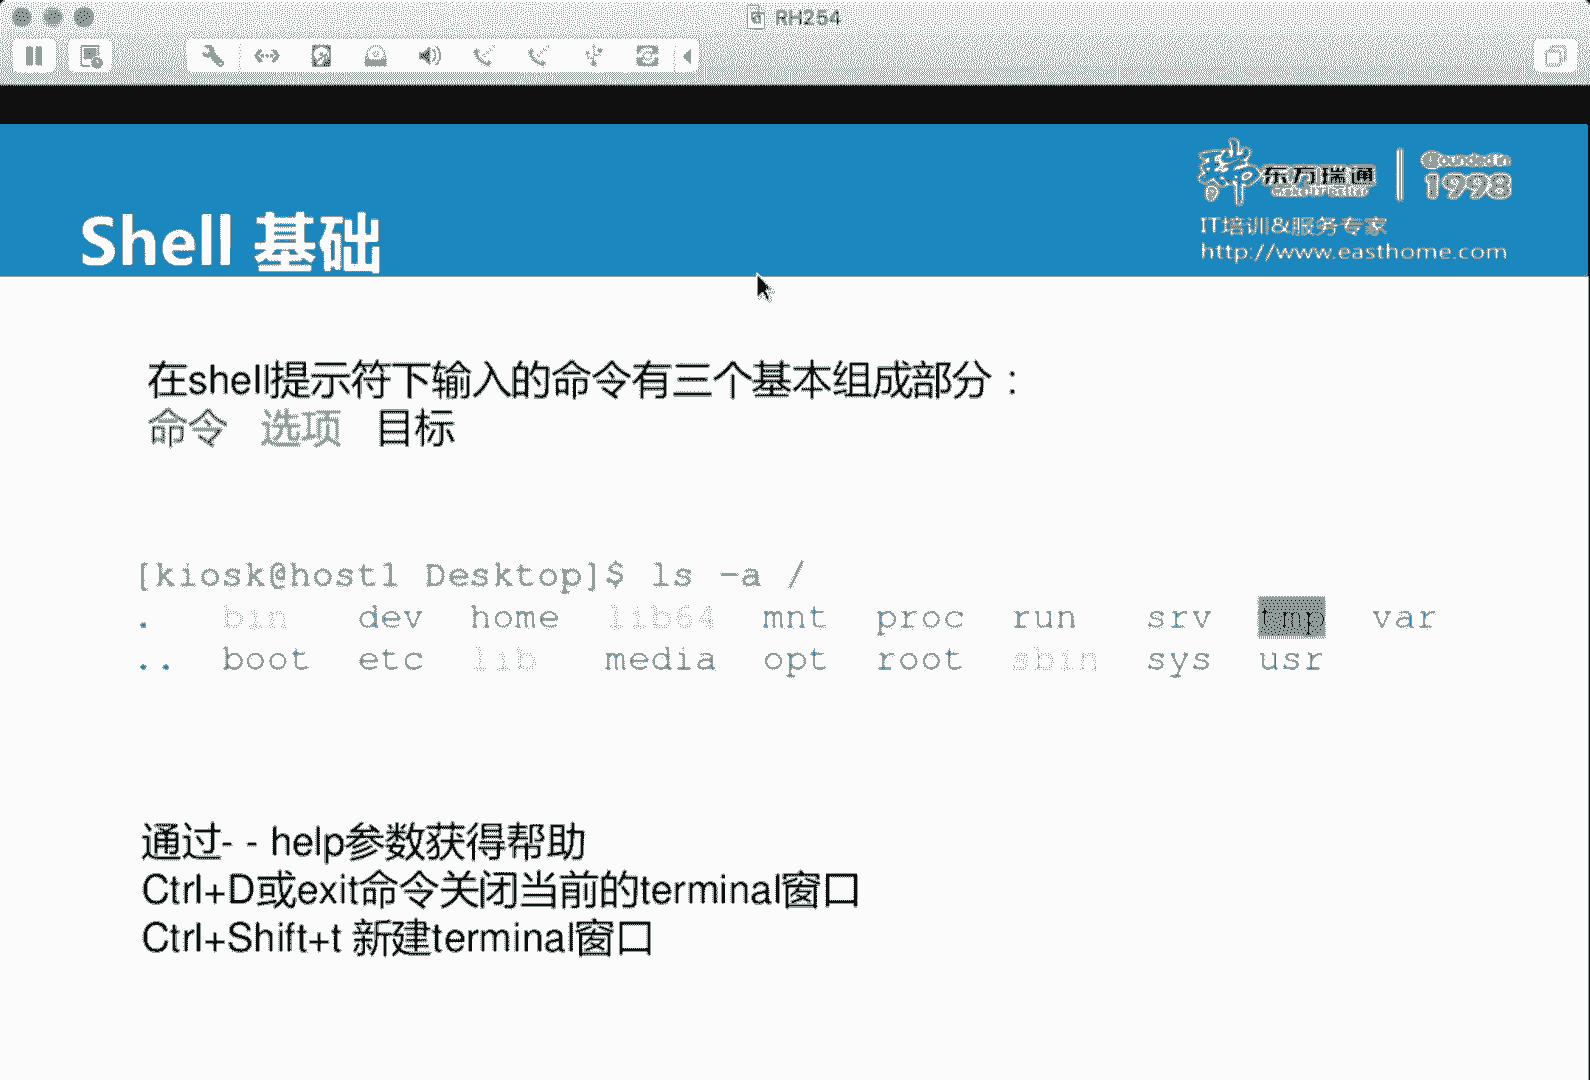 RH254
东方瑞通
1998
IT培训&服务专家
http://www.easthome.com
Shell 基础
在shell提示符下输入的命令有三个基本组成部分：
命令 选项 目标
[kiosk@host1 Desktop]$ ls -a /
. bin dev home lib64 mnt proc run srv tmp var
.. boot etc lib media opt root sbin sys usr
通过- - help参数获得帮助
Ctrl+D或exit命令关闭当前的terminal窗口
Ctrl+Shift+t 新建terminal窗口